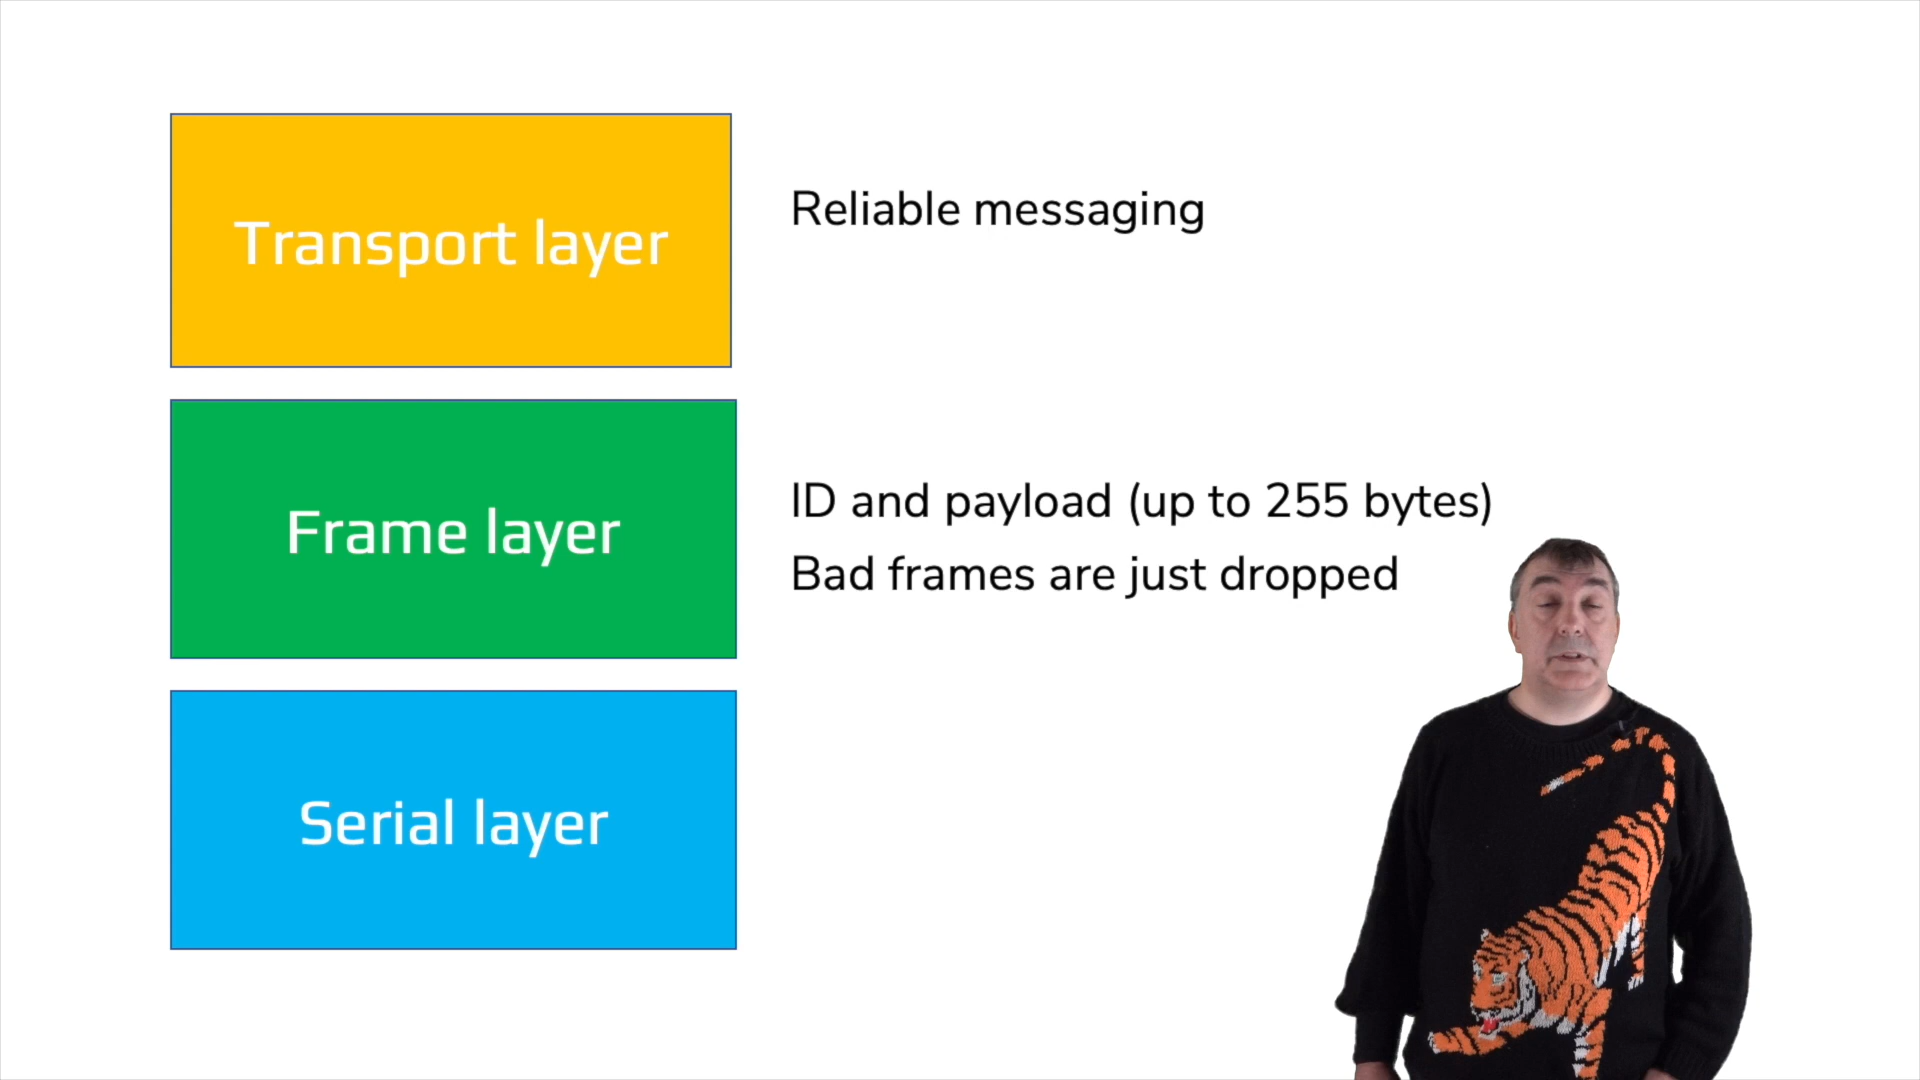 Transport layer
Reliable messaging
Frame layer
ID and payload (up to 255 bytes)
Bad frames are just dropped
Serial layer